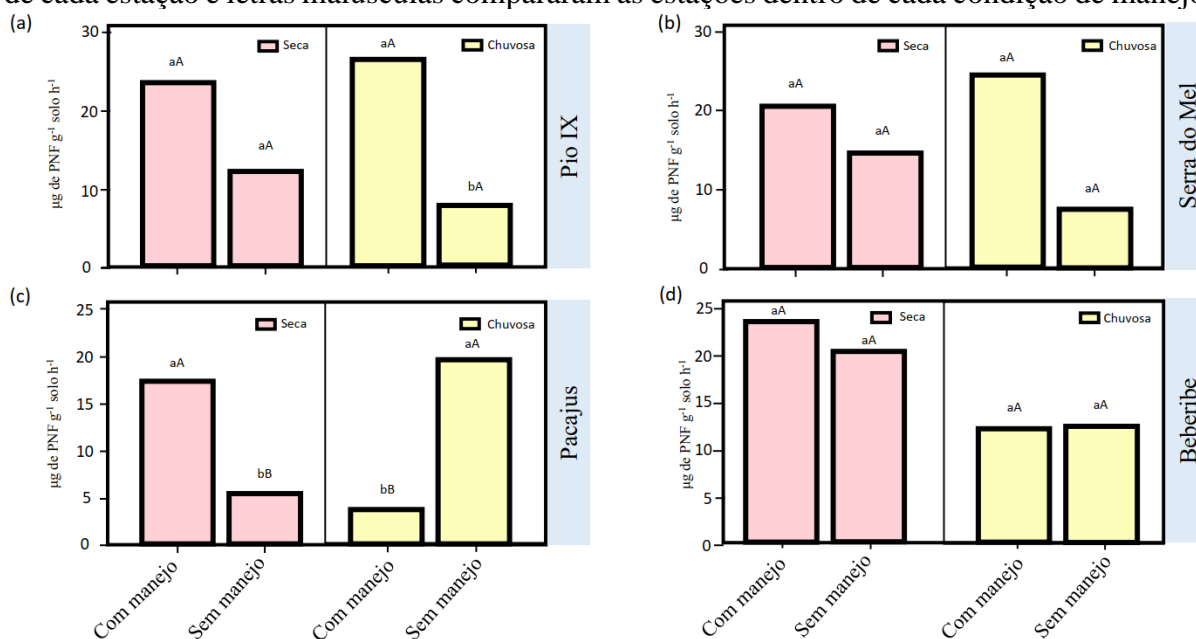 de cada estação e letras maiúsculas compararam as estações dentro de cada condição de manejo
(a)
30
20
10
0
µg de PNF g⁻¹ solo h⁻¹
Seca
aA
aA
Chuvosa
aA
bA
Pio IX
(b)
30
20
10
0
µg de PNF g⁻¹ solo h⁻¹
Seca
aA
aA
Chuvosa
aA
aA
Serra do Mel
(c)
25
20
15
10
5
0
µg de PNF g⁻¹ solo h⁻¹
Seca
aA
bB
Chuvosa
bB
aA
Pacajus
Com manejo
Sem manejo
Com manejo
Sem manejo
(d)
25
20
15
10
5
0
µg de PNF g⁻¹ solo h⁻¹
Seca
aA
aA
Chuvosa
aA
aA
Beberibe
Com manejo
Sem manejo
Com manejo
Sem manejo